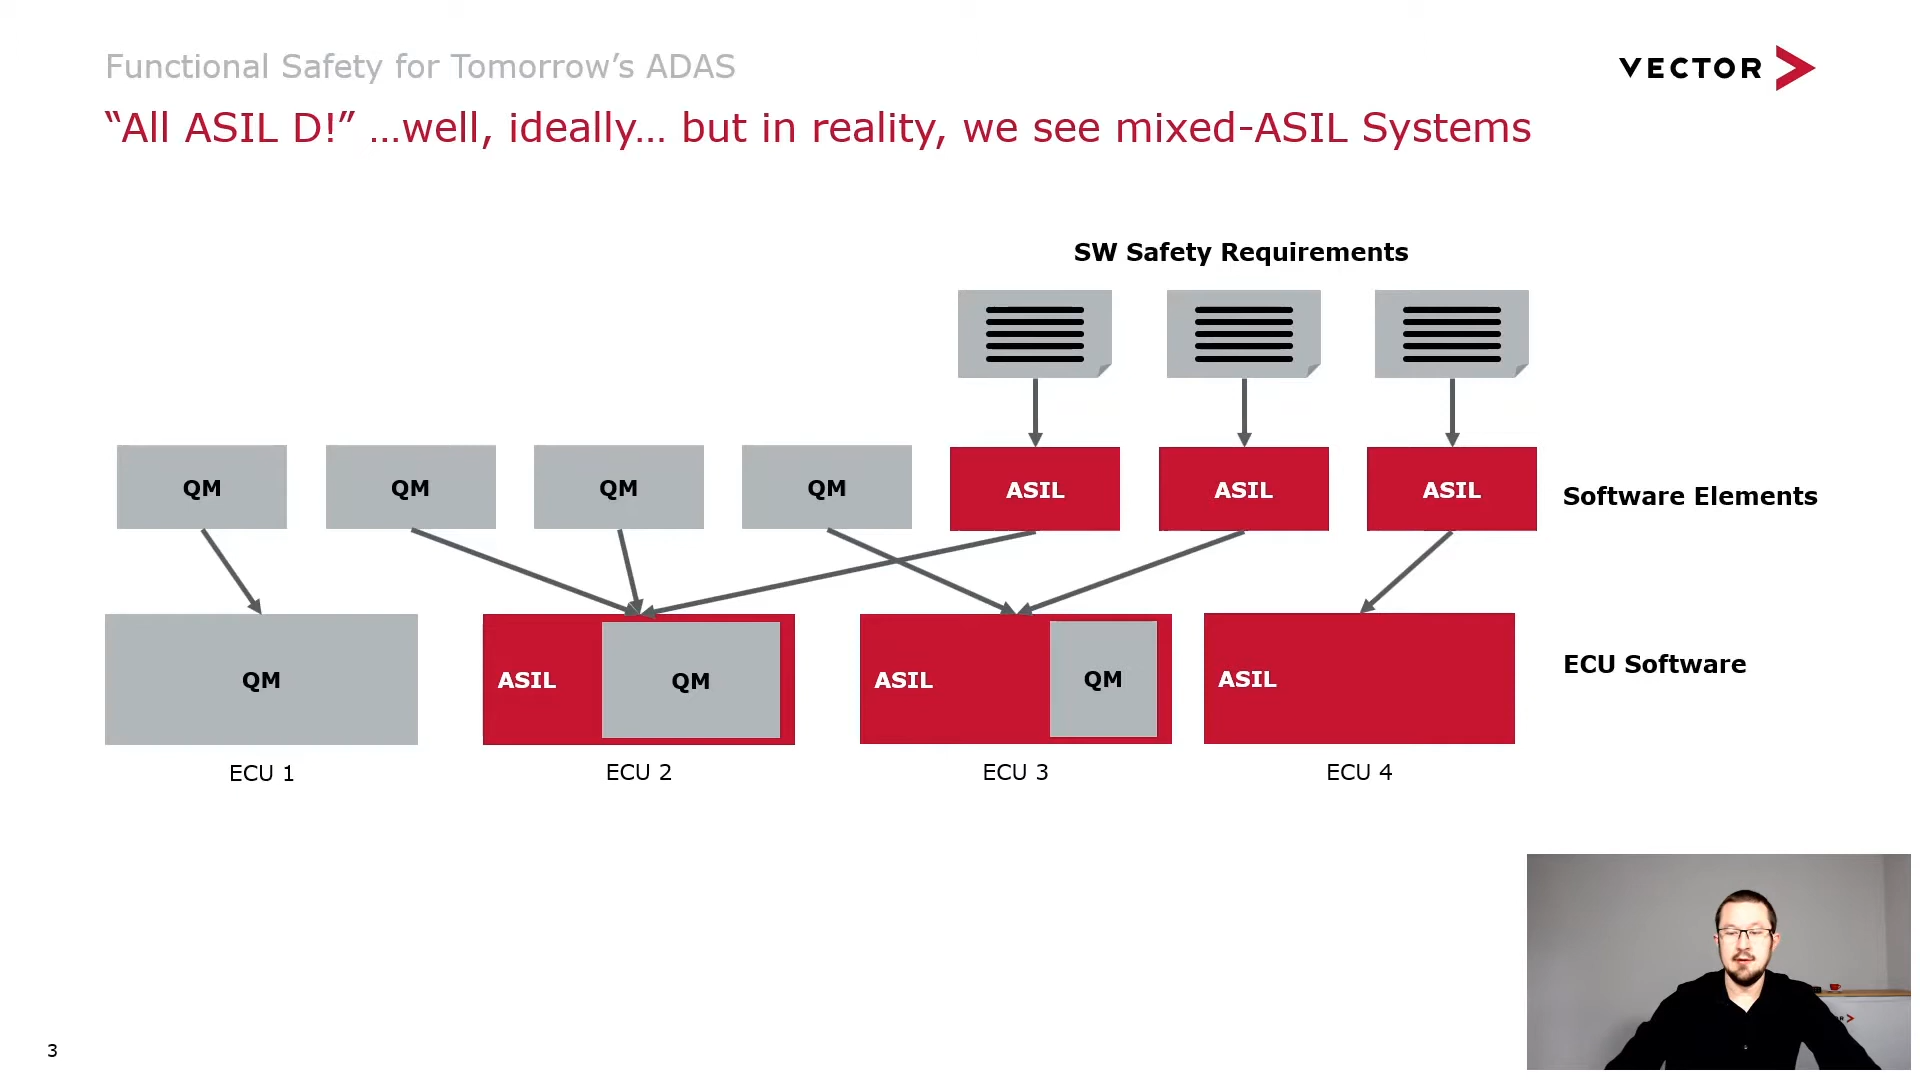 Functional Safety for Tomorrow’s ADAS
VECTOR
“All ASIL D!” …well, ideally… but in reality, we see mixed-ASIL Systems
SW Safety Requirements
QM
QM
QM
QM
ASIL
ASIL
ASIL
Software Elements
QM
ASIL
QM
ASIL
QM
ASIL
ECU Software
ECU 1
ECU 2
ECU 3
ECU 4
3